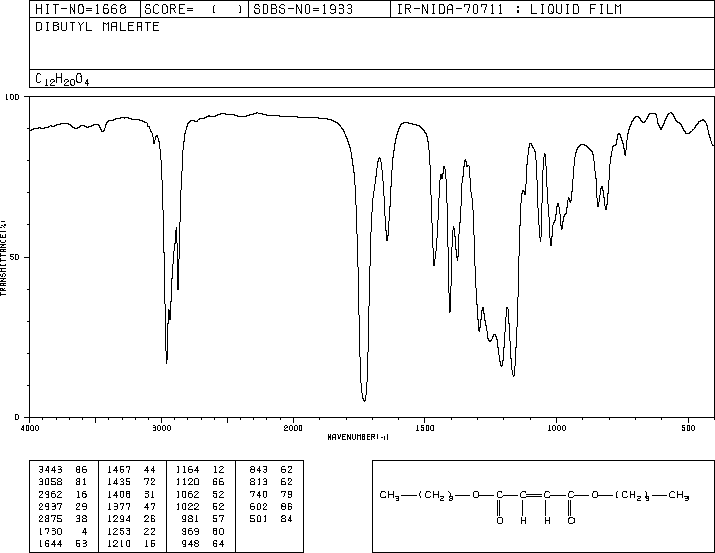 HIT-NO=1668 SCORE= ( ) SDBS-NO=1933 IR-NIDA-70711 : LIQUID FILM
DIBUTYL MALEATE
C12H20O4
100
50
0
TRANSMITTANCE(%)
4000 3000 2000 1500 1000 500
WAVENUMBER(-1)
3443 86 1467 44 1164 12 843 62
3058 81 1435 72 1120 66 813 62
2962 16 1408 31 1062 52 740 79
2937 29 1377 47 1022 52 602 86
2875 38 1294 26 981 57 501 84
1730 4 1253 22 969 60
1644 53 1210 16 948 64
CH3—(CH2)3—O—C—C=C—C—O—(CH2)3—CH3
O H H O